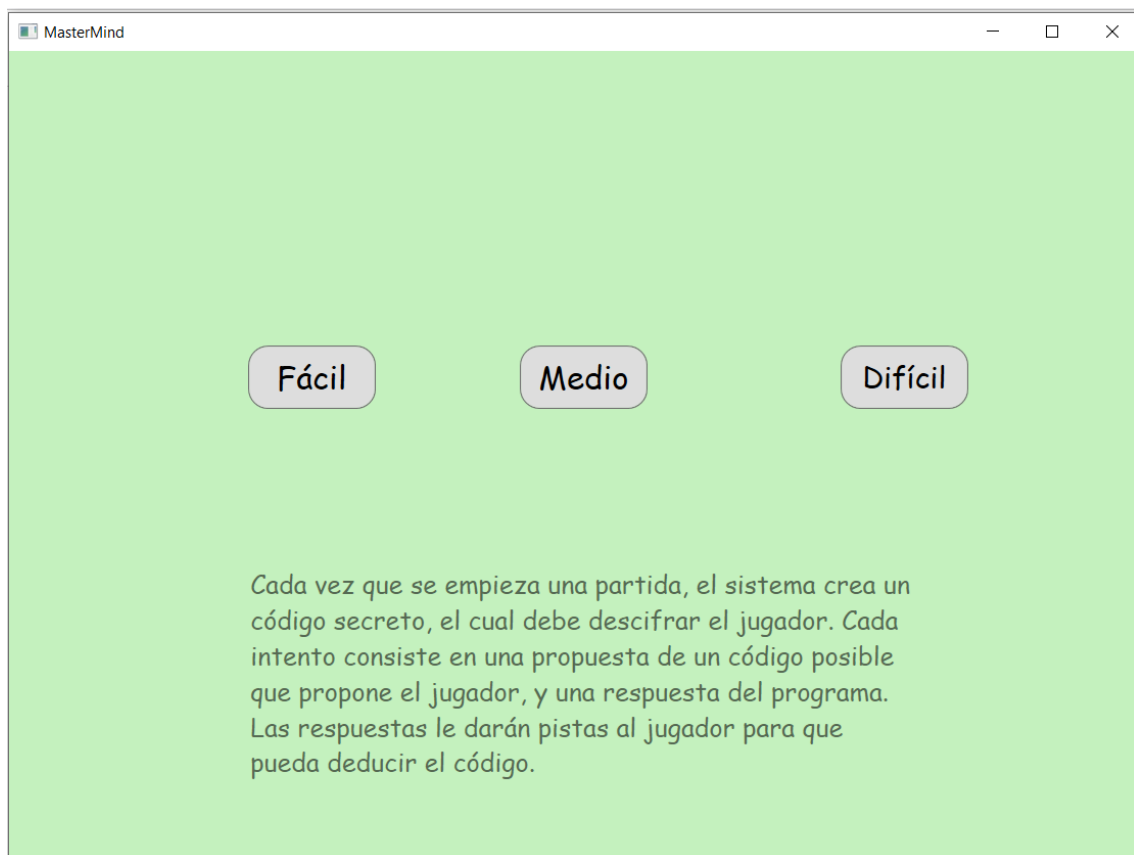 MasterMind
Fácil Medio Difícil
Cada vez que se empieza una partida, el sistema crea un
código secreto, el cual debe descifrar el jugador. Cada
intento consiste en una propuesta de un código posible
que propone el jugador, y una respuesta del programa.
Las respuestas le darán pistas al jugador para que
pueda deducir el código.